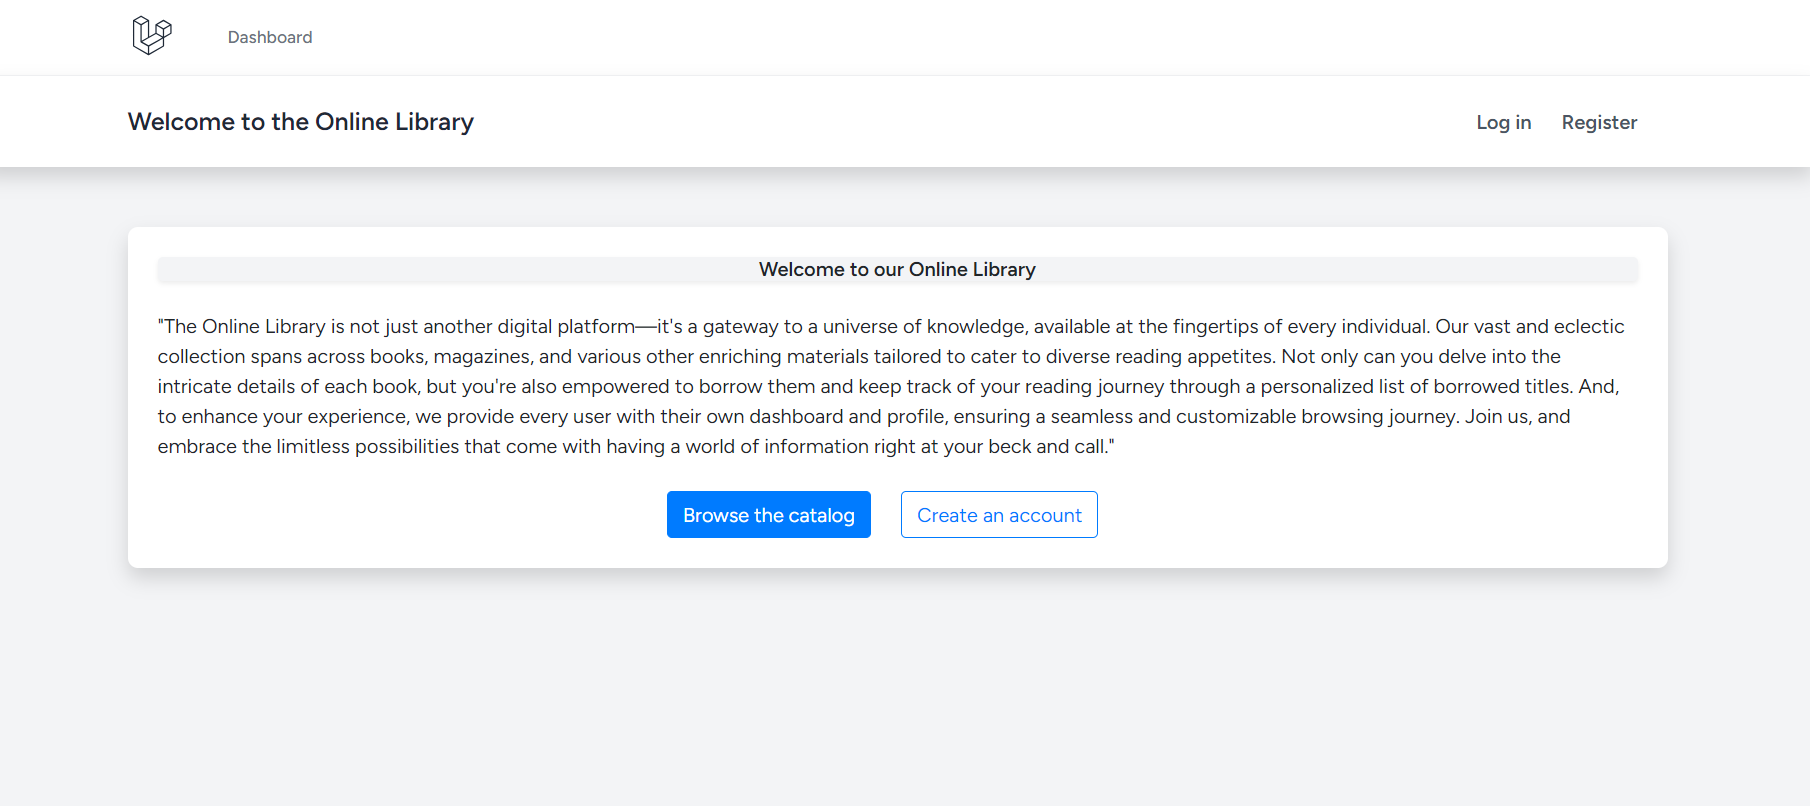 Dashboard
Welcome to the Online Library
Log in
Register
Welcome to our Online Library
"The Online Library is not just another digital platform—it's a gateway to a universe of knowledge, available at the fingertips of every individual. Our vast and eclectic
collection spans across books, magazines, and various other enriching materials tailored to cater to diverse reading appetites. Not only can you delve into the
intricate details of each book, but you're also empowered to borrow them and keep track of your reading journey through a personalized list of borrowed titles. And,
to enhance your experience, we provide every user with their own dashboard and profile, ensuring a seamless and customizable browsing journey. Join us, and
embrace the limitless possibilities that come with having a world of information right at your beck and call."
Browse the catalog
Create an account